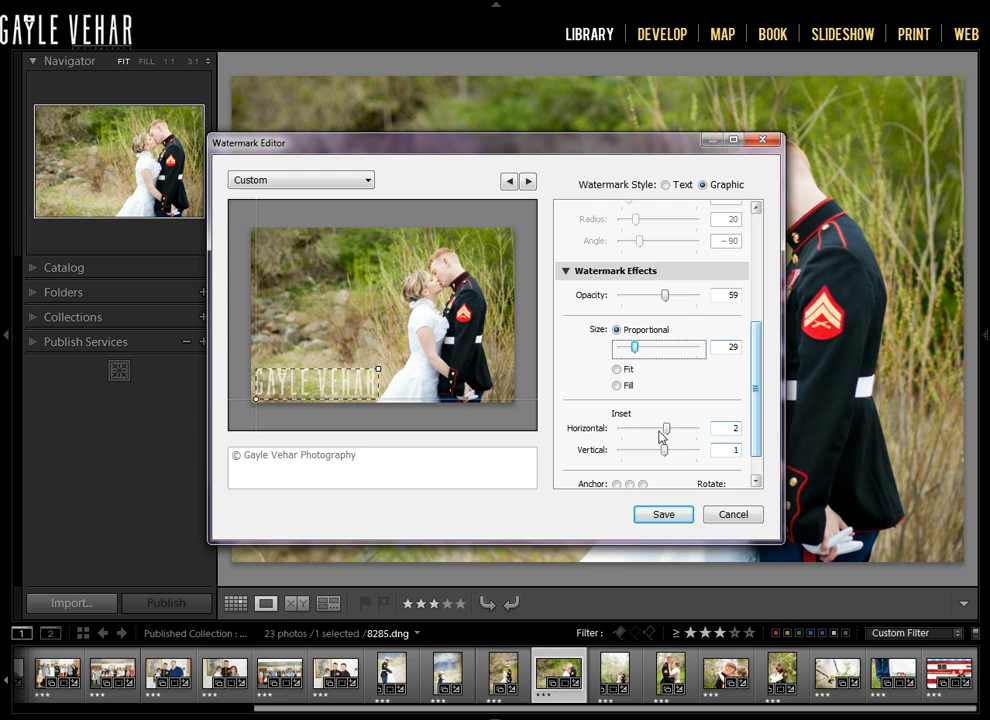 GAYLE VEHAR
LIBRARY | DEVELOP | MAP | BOOK | SLIDESHOW | PRINT | WEB
Navigator FIT FILL 1:1 3:1
Catalog
Folders
Collections
Publish Services
Import...
Publish
Watermark Editor
Custom
Watermark Style: Text Graphic
Radius: 20
Angle: - 90
Watermark Effects
Opacity: 59
Size: Proportional
29
Fit
Fill
Inset
Horizontal: 2
Vertical: 1
Anchor: Rotate:
GAYLE VEHAR
© Gayle Vehar Photography
Save
Cancel
X Y
1 2
Published Collection : ...
23 photos / 1 selected / 8285.dng
Filter :
Custom Filter